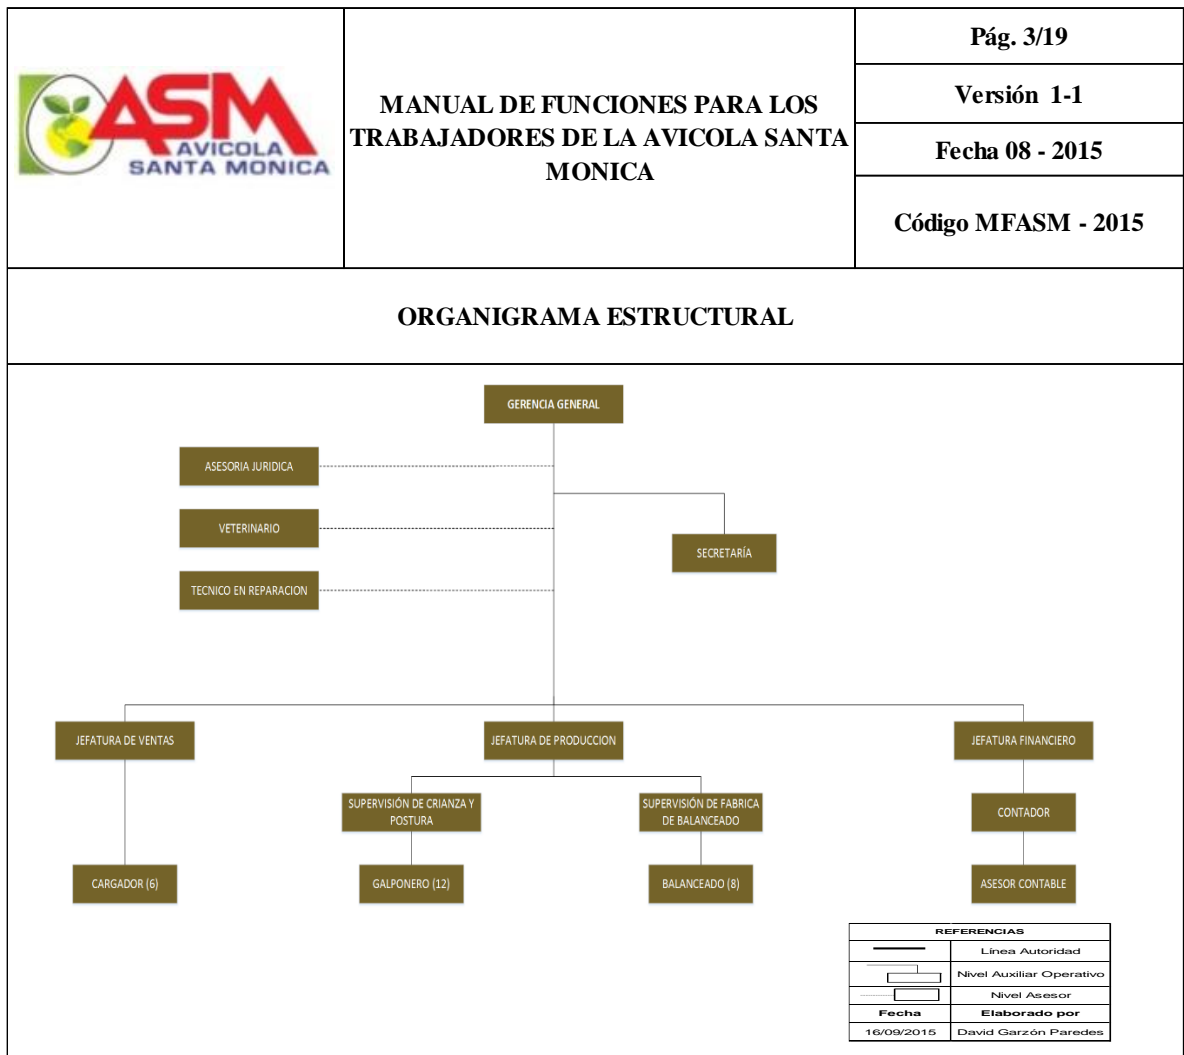 ASM
AVICOLA
SANTA MONICA
MANUAL DE FUNCIONES PARA LOS
TRABAJADORES DE LA AVICOLA SANTA
MONICA
Pág. 3/19
Versión 1-1
Fecha 08 - 2015
Código MFASM - 2015
ORGANIGRAMA ESTRUCTURAL
GERENCIA GENERAL
ASESORIA JURIDICA
VETERINARIO
SECRETARÍA
TECNICO EN REPARACION
JEFATURA DE VENTAS
JEFATURA DE PRODUCCION
JEFATURA FINANCIERO
SUPERVISIÓN DE CRIANZA Y
POSTURA
SUPERVISIÓN DE FABRICA
DE BALANCEADO
CONTADOR
CARGADOR (6)
GALPONERO (12)
BALANCEADO (8)
ASESOR CONTABLE
REFERENCIAS
Línea Autoridad
Nivel Auxiliar Operativo
Nivel Asesor
Fecha Elaborado por
16/09/2015 David Garzón Paredes